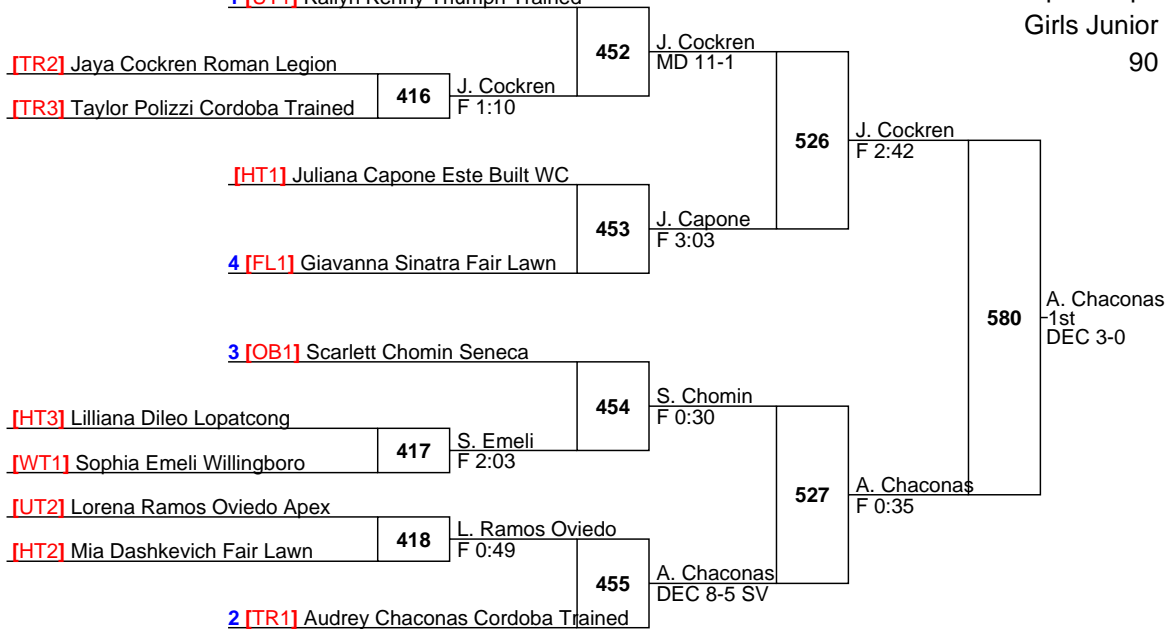 Girls Junior
90
[TR2] Jaya Cockren Roman Legion
[TR3] Taylor Polizzi Cordoba Trained
416
J. Cockren
F 1:10
452
J. Cockren
MD 11-1
[HT1] Juliana Capone Este Built WC
4 [FL1] Giavanna Sinatra Fair Lawn
453
J. Capone
F 3:03
526
J. Cockren
F 2:42
3 [OB1] Scarlett Chomin Seneca
[HT3] Lilliana Dileo Lopatcong
[WT1] Sophia Emeli Willingboro
417
S. Emeli
F 2:03
454
S. Chomin
F 0:30
[UT2] Lorena Ramos Oviedo Apex
[HT2] Mia Dashkevich Fair Lawn
418
L. Ramos Oviedo
F 0:49
2 [TR1] Audrey Chaconas Cordoba Trained
455
A. Chaconas
DEC 8-5 SV
527
A. Chaconas
F 0:35
580
A. Chaconas
1st
DEC 3-0